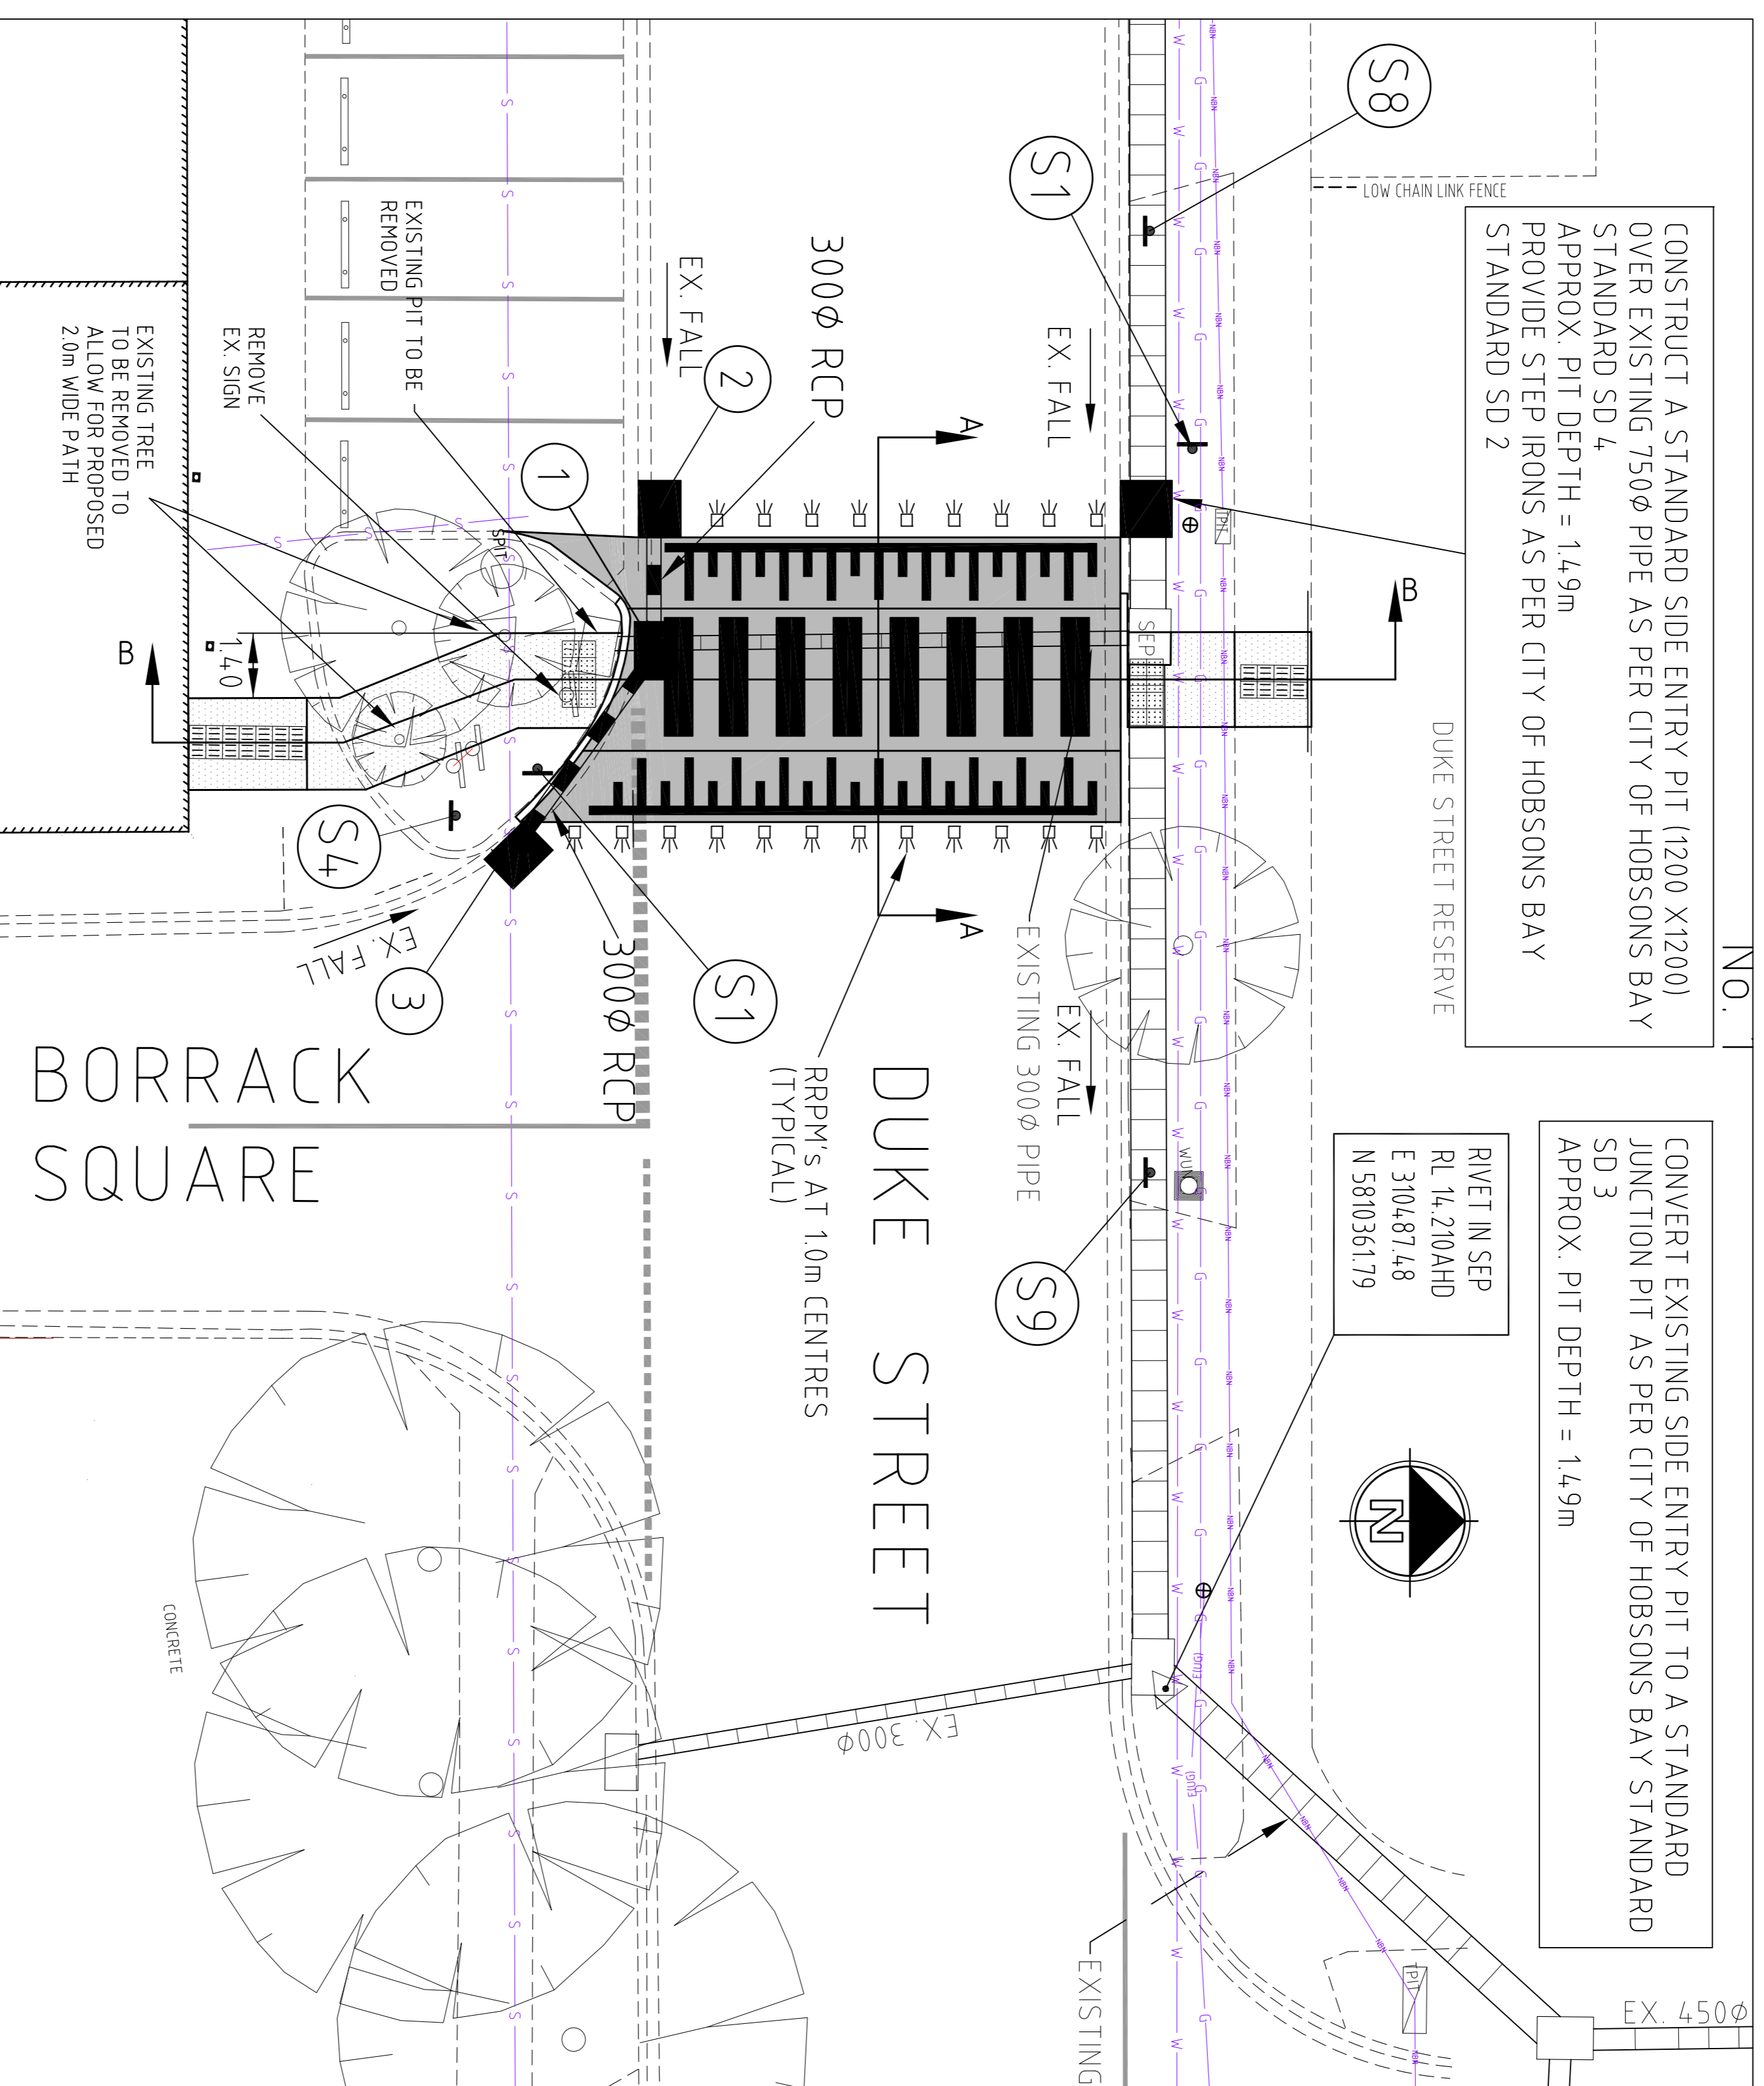 NO. 1
CONSTRUCT A STANDARD SIDE ENTRY PIT (1200 X1200)
OVER EXISTING 750Ø PIPE AS PER CITY OF HOBSONS BAY
STANDARD SD 4
APPROX. PIT DEPTH = 1.49m
PROVIDE STEP IRONS AS PER CITY OF HOBSONS BAY
STANDARD SD 2
CONVERT EXISTING SIDE ENTRY PIT TO A STANDARD
JUNCTION PIT AS PER CITY OF HOBSONS BAY STANDARD
SD 3
APPROX. PIT DEPTH = 1.49m
RIVET IN SEP
RL 14.210AHD
E 310487.48
N 5810361.79
LOW CHAIN LINK FENCE
DUKE STREET RESERVE
N
S8
S1
S9
EX. 450Ø
TPIT
TPIT
SEP
B
A
A
EX. FALL
EX. FALL
EXISTING 300Ø PIPE
EXISTING
E(UG)
E(UG)
W
G
NBN
S
DUKE STREET
EX. 300Ø
RRPM's AT 1.0m CENTRES
(TYPICAL)
300Ø RCP
EX. FALL
2
1
S1
300Ø RCP
3
S4
EX. FALL
SPIT
EXISTING PIT TO BE
REMOVED
REMOVE
EX. SIGN
EXISTING TREE
TO BE REMOVED TO
ALLOW FOR PROPOSED
2.0m WIDE PATH
1.40
B
BORRACK
SQUARE
CONCRETE